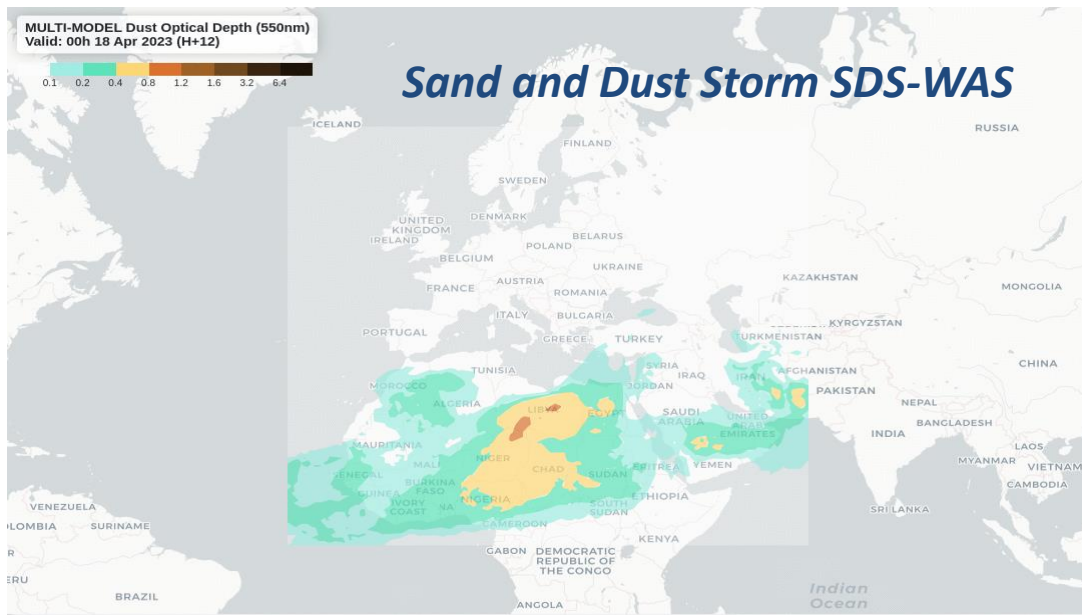 MULTI-MODEL Dust Optical Depth (550nm)
Valid: 00h 18 Apr 2023 (H+12)
0.1 0.2 0.4 0.8 1.2 1.6 3.2 6.4
Sand and Dust Storm SDS-WAS
ICELAND
RUSSIA
FINLAND
SWEDEN
DENMARK
UNITED
KINGDOM
IRELAND
BELARUS
POLAND
BELGIUM
UKRAINE
KAZAKHSTAN
AUSTRIA
FRANCE
ROMANIA
MONGOLIA
ITALY
BULGARIA
KYRGYZSTAN
PORTUGAL
GREECE
TURKEY
TURKMENISTAN
CHINA
TUNISIA
SYRIA
IRAQ
IRAN
AFGHANISTAN
MOROCCO
JORDAN
PAKISTAN
ALGERIA
LIBYA
EGYPT
SAUDI
ARABIA
NEPAL
UNITED
ARAB
EMIRATES
BANGLADESH
INDIA
MAURITANIA
LAOS
MYANMAR
VIETNAM
MALI
NIGER
CHAD
SUDAN
ERITREA
YEMEN
SENEGAL
BURKINA
FASO
CAMBODIA
GUINEA
IVORY
COAST
NA
NIGERIA
SOUTH
SUDAN
ETHIOPIA
SRI LANKA
VENEZUELA
OLOMBIA
SURINAME
CAMEROON
KENYA
GABON
DEMOCRATIC
REPUBLIC OF
THE CONGO
R
ERU
BRAZIL
ANGOLA
Indian
Ocean